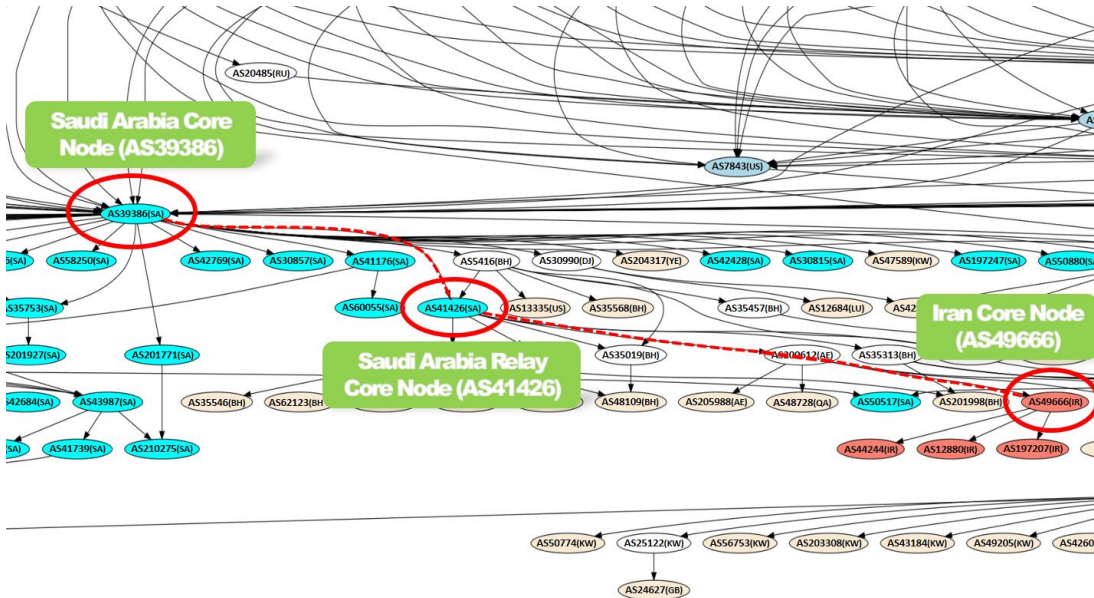 AS20485(RU)
Saudi Arabia Core
Node (AS39386)
AS7843(US)
AS39386(SA)
AS58250(SA)
AS42769(SA)
AS30857(SA)
AS41176(SA)
AS5416(BH)
AS30990(DJ)
AS204317(YE)
AS42428(SA)
AS30815(SA)
AS47589(KW)
AS197247(SA)
AS35753(SA)
AS60055(SA)
AS41426(SA)
AS13335(US)
AS35568(BH)
AS35457(BH)
AS12684(LU)
Iran Core Node
(AS49666)
Saudi Arabia Relay
Core Node (AS41426)
AS201927(SA)
AS201771(SA)
AS35019(BH)
AS200612(AE)
AS35313(BH)
AS42684(SA)
AS43987(SA)
AS35546(BH)
AS62123(BH)
AS48109(BH)
AS205988(AE)
AS48728(QA)
AS50517(SA)
AS201998(BH)
AS49666(IR)
AS41739(SA)
AS210275(SA)
AS44244(IR)
AS12880(IR)
AS197207(IR)
AS50774(KW)
AS25122(KW)
AS56753(KW)
AS203308(KW)
AS43184(KW)
AS49205(KW)
AS24627(GB)